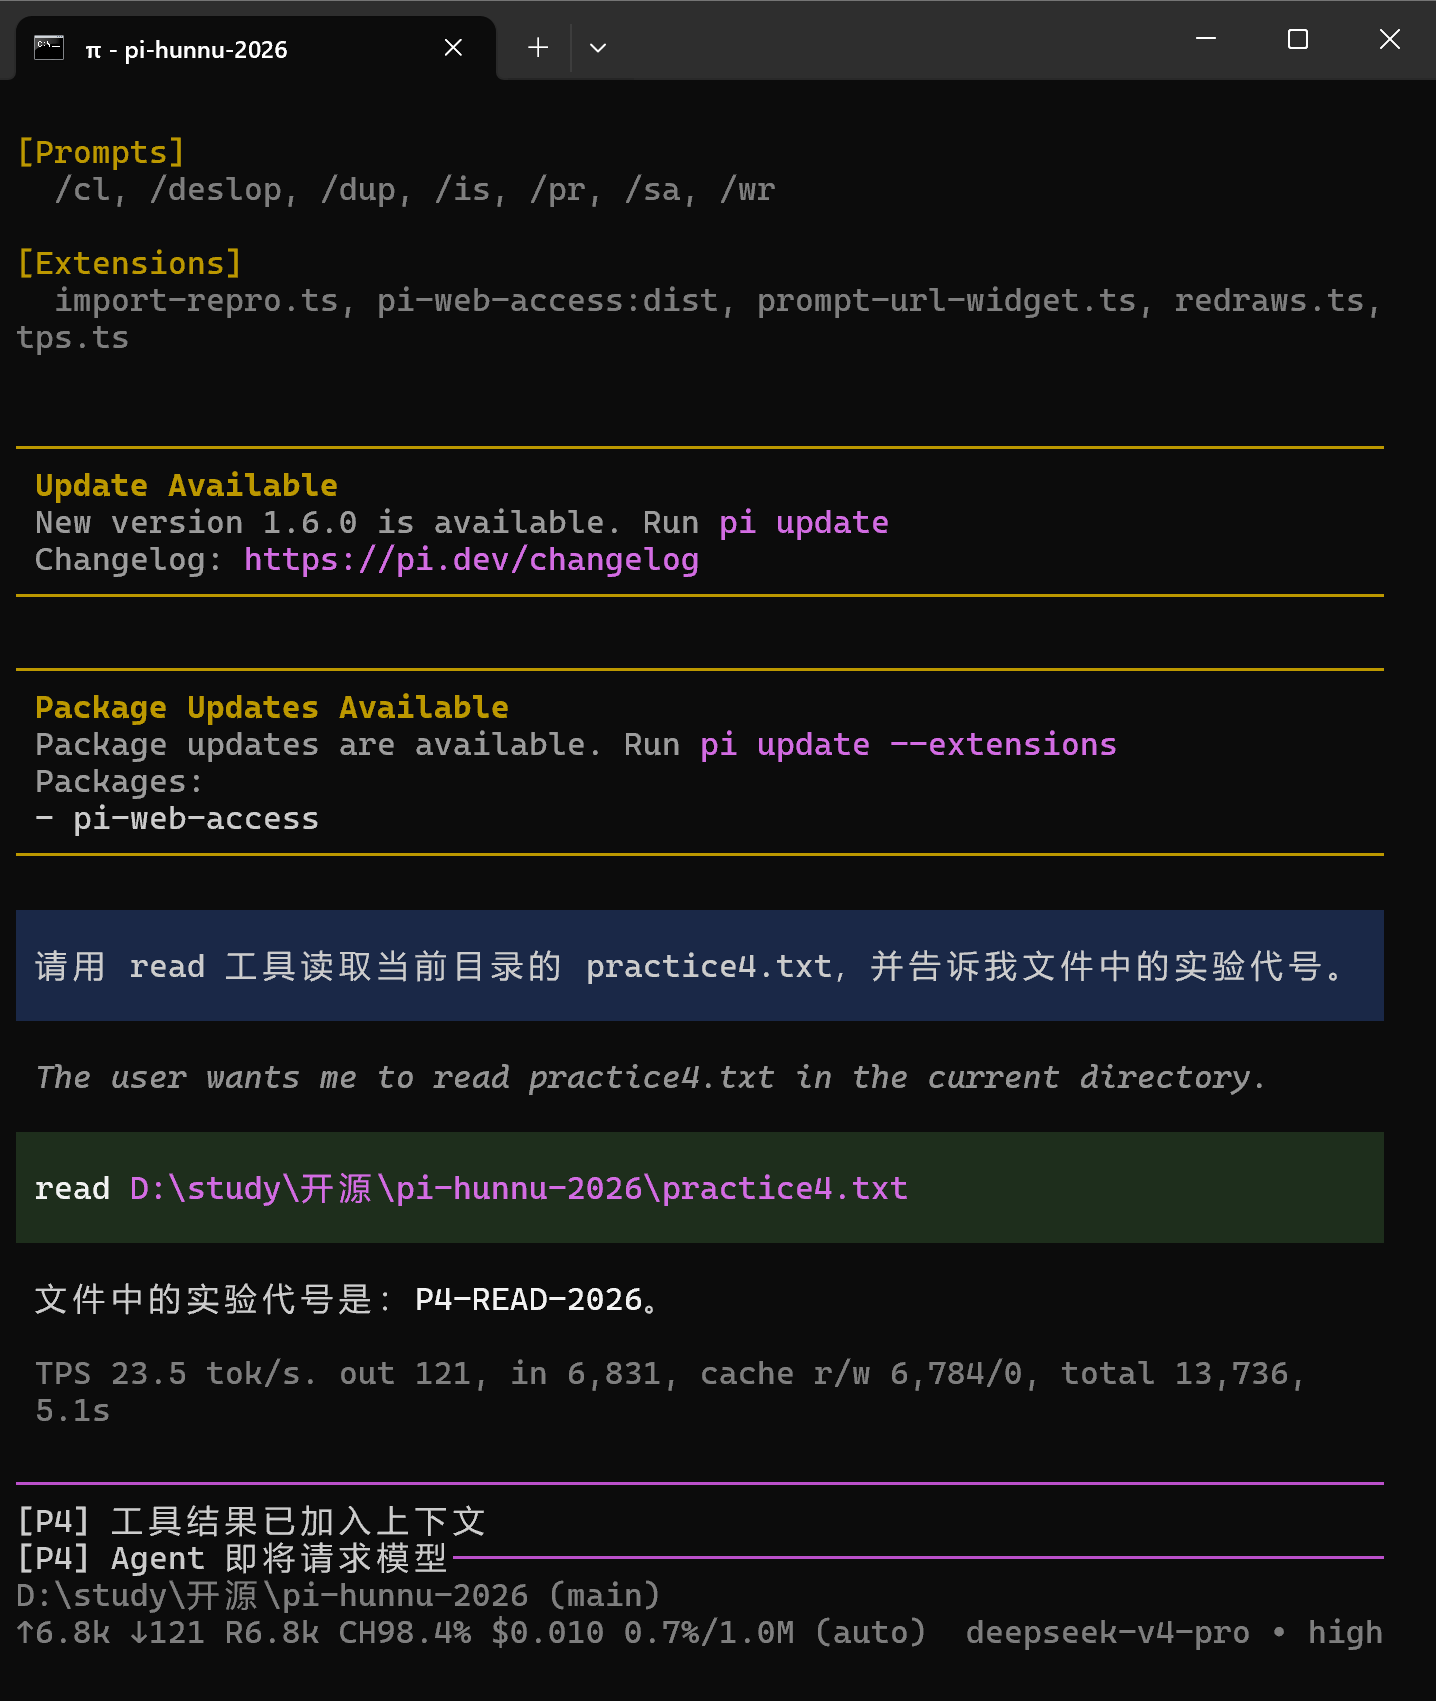 π - pi-hunnu-2026
[Prompts]
/cl, /deslop, /dup, /is, /pr, /sa, /wr
[Extensions]
import-repro.ts, pi-web-access:dist, prompt-url-widget.ts, redraws.ts,
tps.ts
Update Available
New version 1.6.0 is available. Run pi update
Changelog: https://pi.dev/changelog
Package Updates Available
Package updates are available. Run pi update --extensions
Packages:
- pi-web-access
请用 read 工具读取当前目录的 practice4.txt，并告诉我文件中的实验代号。
The user wants me to read practice4.txt in the current directory.
read D:\study\开源\pi-hunnu-2026\practice4.txt
文件中的实验代号是：P4-READ-2026。
TPS 23.5 tok/s. out 121, in 6,831, cache r/w 6,784/0, total 13,736,
5.1s
[P4] 工具结果已加入上下文
[P4] Agent 即将请求模型
D:\study\开源\pi-hunnu-2026 (main)
↑6.8k ↓121 R6.8k CH98.4% $0.010 0.7%/1.0M (auto) deepseek-v4-pro • high